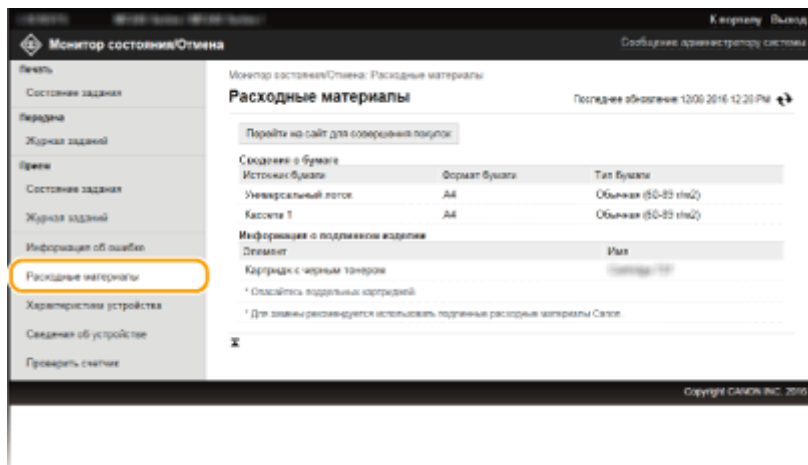 К порталу Выход
Монитор состояния/Отмена
Сообщение администратору системы
Печать
Состояние задания
Передача
Журнал заданий
Прием
Состояние задания
Журнал заданий
Информация об ошибке
Расходные материалы
Характеристики устройства
Сведения об устройстве
Проверить счетчик
Монитор состояния/Отмена: Расходные материалы
Расходные материалы
Последнее обновление: 12/08 2016 12:20 PM
Перейти на сайт для совершения покупок
Сведения о бумаге
Источник бумаги Формат бумаги Тип бумаги
Универсальный лоток A4 Обычная (60-89 г/м2)
Кассета 1 A4 Обычная (60-89 г/м2)
Информация о подлинном изделии
Элемент Имя
Картридж с черным тонером
* Опасайтесь поддельных картриджей.
* Для замены рекомендуется использовать подлинные расходные материалы Canon.
Copyright CANON INC. 2016